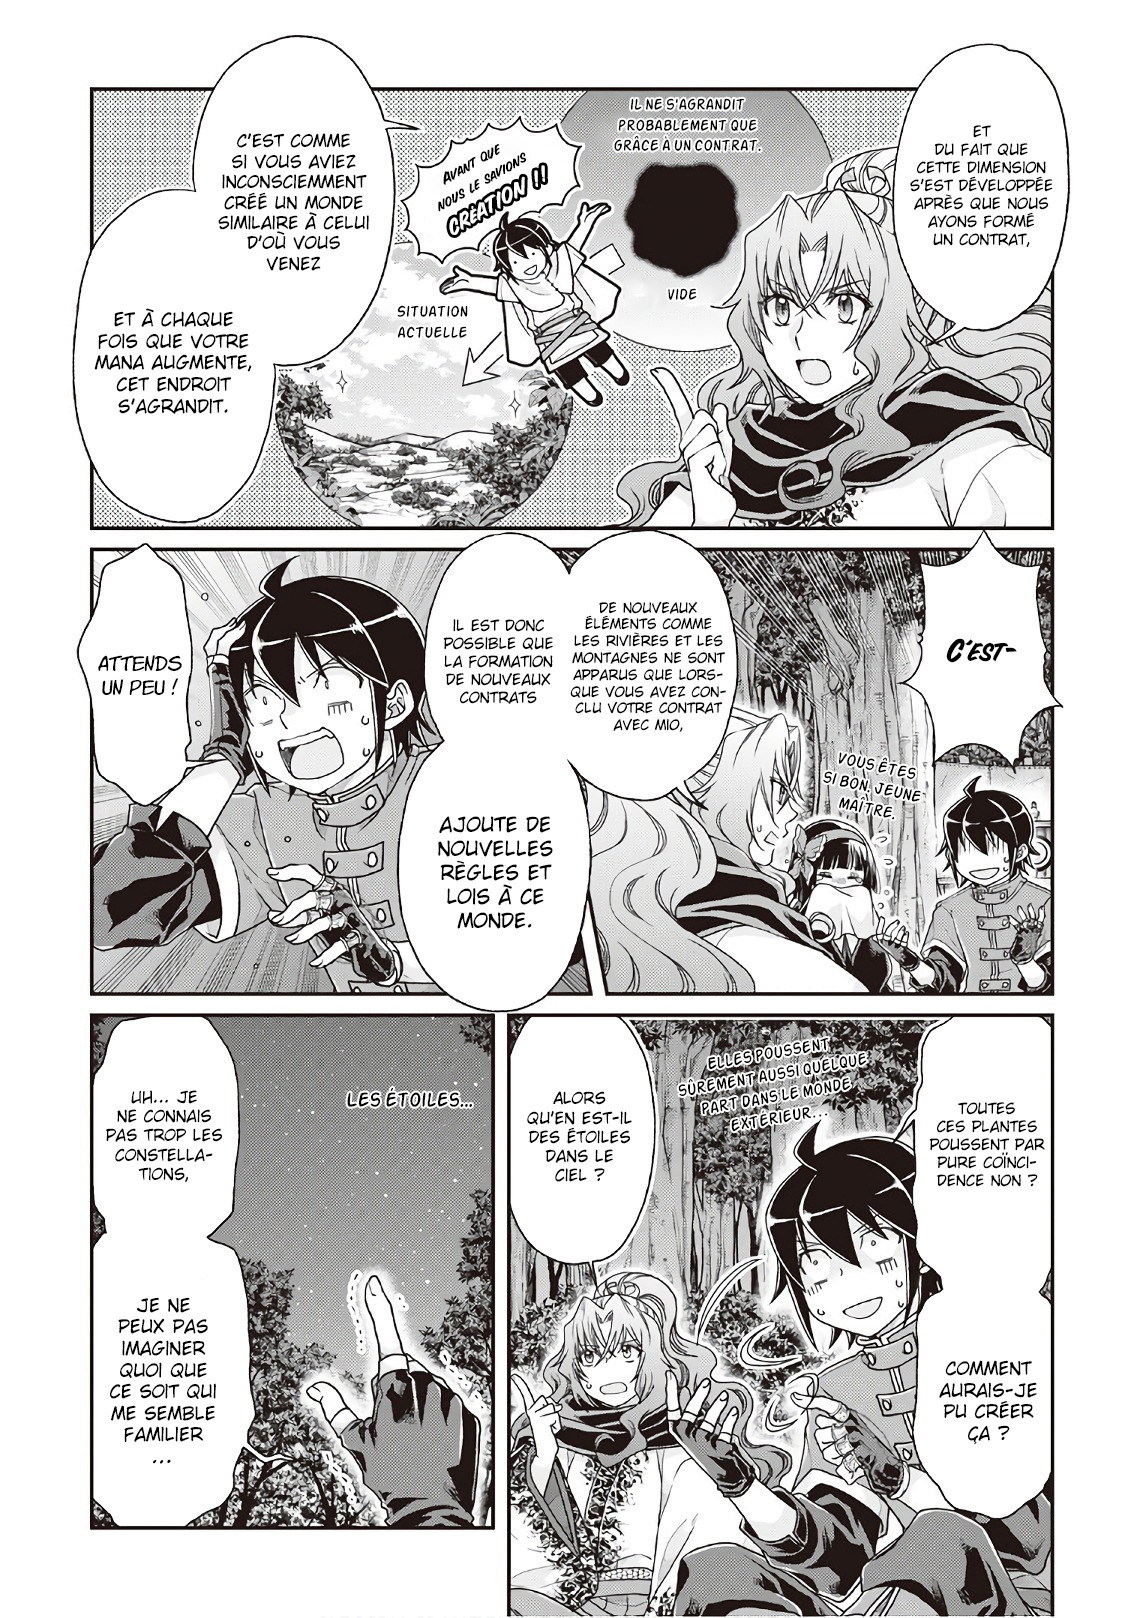 ET
DU FAIT QUE
CETTE DIMENSION
S'EST DÉVELOPPÉE
APRÈS QUE NOUS
AYONS FORMÉ
UN CONTRAT,
IL NE S'AGRANDIT
PROBABLEMENT QUE
GRÂCE À UN CONTRAT.
VIDE
AVANT QUE
NOUS LE SAVIONS
CRÉATION !!
SITUATION
ACTUELLE
C'EST COMME
SI VOUS AVIEZ
INCONSCIEMMENT
CRÉÉ UN MONDE
SIMILAIRE À CELUI
D'OÙ VOUS
VENEZ
ET À CHAQUE
FOIS QUE VOTRE
MANA AUGMENTE,
CET ENDROIT
S'AGRANDIT.
C'EST-
VOUS ÊTES
SI BON, JEUNE
MAÎTRE.
DE NOUVEAUX
ÉLÉMENTS COMME
LES RIVIÈRES ET LES
MONTAGNES NE SONT
APPARUS QUE LORS-
QUE VOUS AVEZ CON-
CLU VOTRE CONTRAT
AVEC MIO,
IL EST DONC
POSSIBLE QUE
LA FORMATION
DE NOUVEAUX
CONTRATS
AJOUTE DE
NOUVELLES
RÈGLES ET
LOIS À CE
MONDE.
ATTENDS
UN PEU !
TOUTES
CES PLANTES
POUSSENT PAR
PURE COÏNCI-
DENCE NON ?
ELLES POUSSENT
SÛREMENT AUSSI QUELQUE
PART DANS LE MONDE
EXTÉRIEUR...
COMMENT
AURAIS-JE
PU CRÉER
ÇA ?
ALORS
QU'EN EST-IL
DES ÉTOILES
DANS LE
CIEL ?
LES ÉTOILES...
UH... JE
NE CONNAIS
PAS TROP LES
CONSTELLA-
TIONS,
JE NE
PEUX PAS
IMAGINER
QUOI QUE
CE SOIT QUI
ME SEMBLE
FAMILIER
...